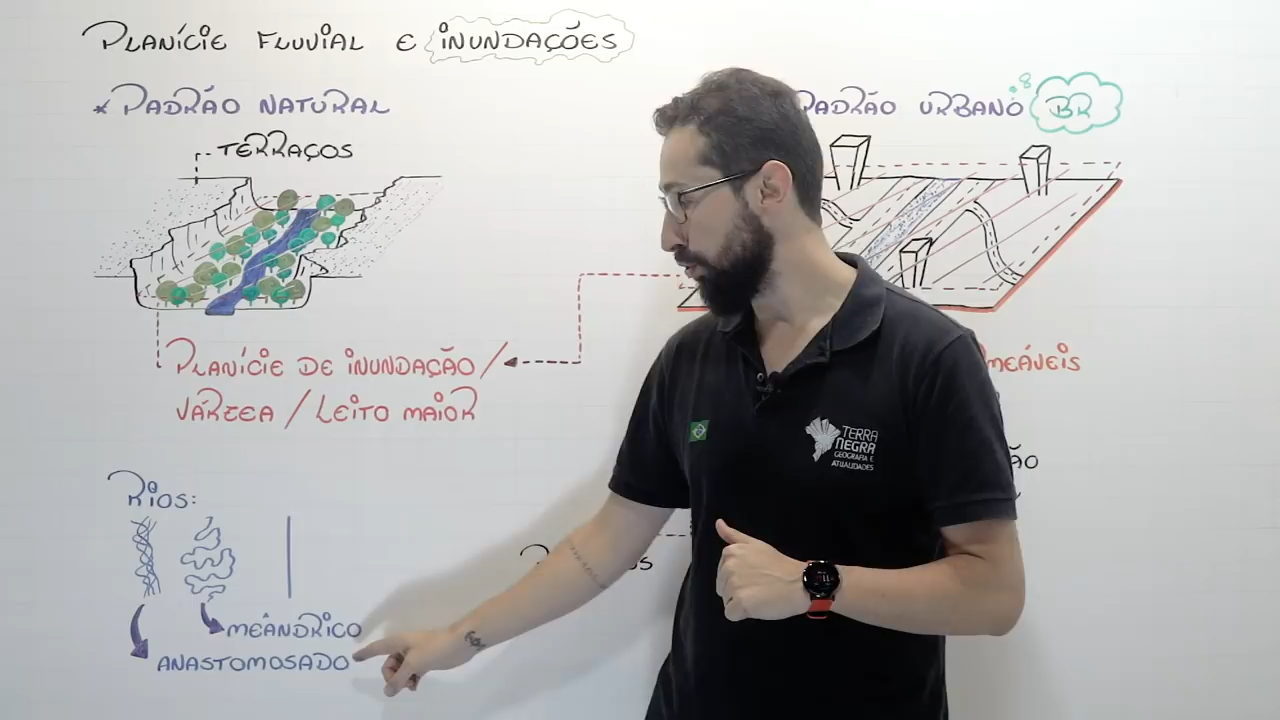 PLANÍCIE FLUVIAL E INUNDAÇÕES
* PADRÃO NATURAL
PADRÃO URBANO
BR
TERRAÇOS
PLANÍCIE DE INUNDAÇÃO /
VÁRZEA / LEITO MAIOR
RIOS:
MEÂNDRICO
ANASTOMOSADO
TERRA
NEGRA
GEOGRAFIA E
ATUALIDADES